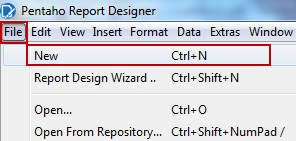 Pentaho Report Designer
File Edit View Insert Format Data Extras Window
New Ctrl+N
Report Design Wizard .. Ctrl+Shift+N
Open... Ctrl+O
Open From Repository... Ctrl+Shift+NumPad /